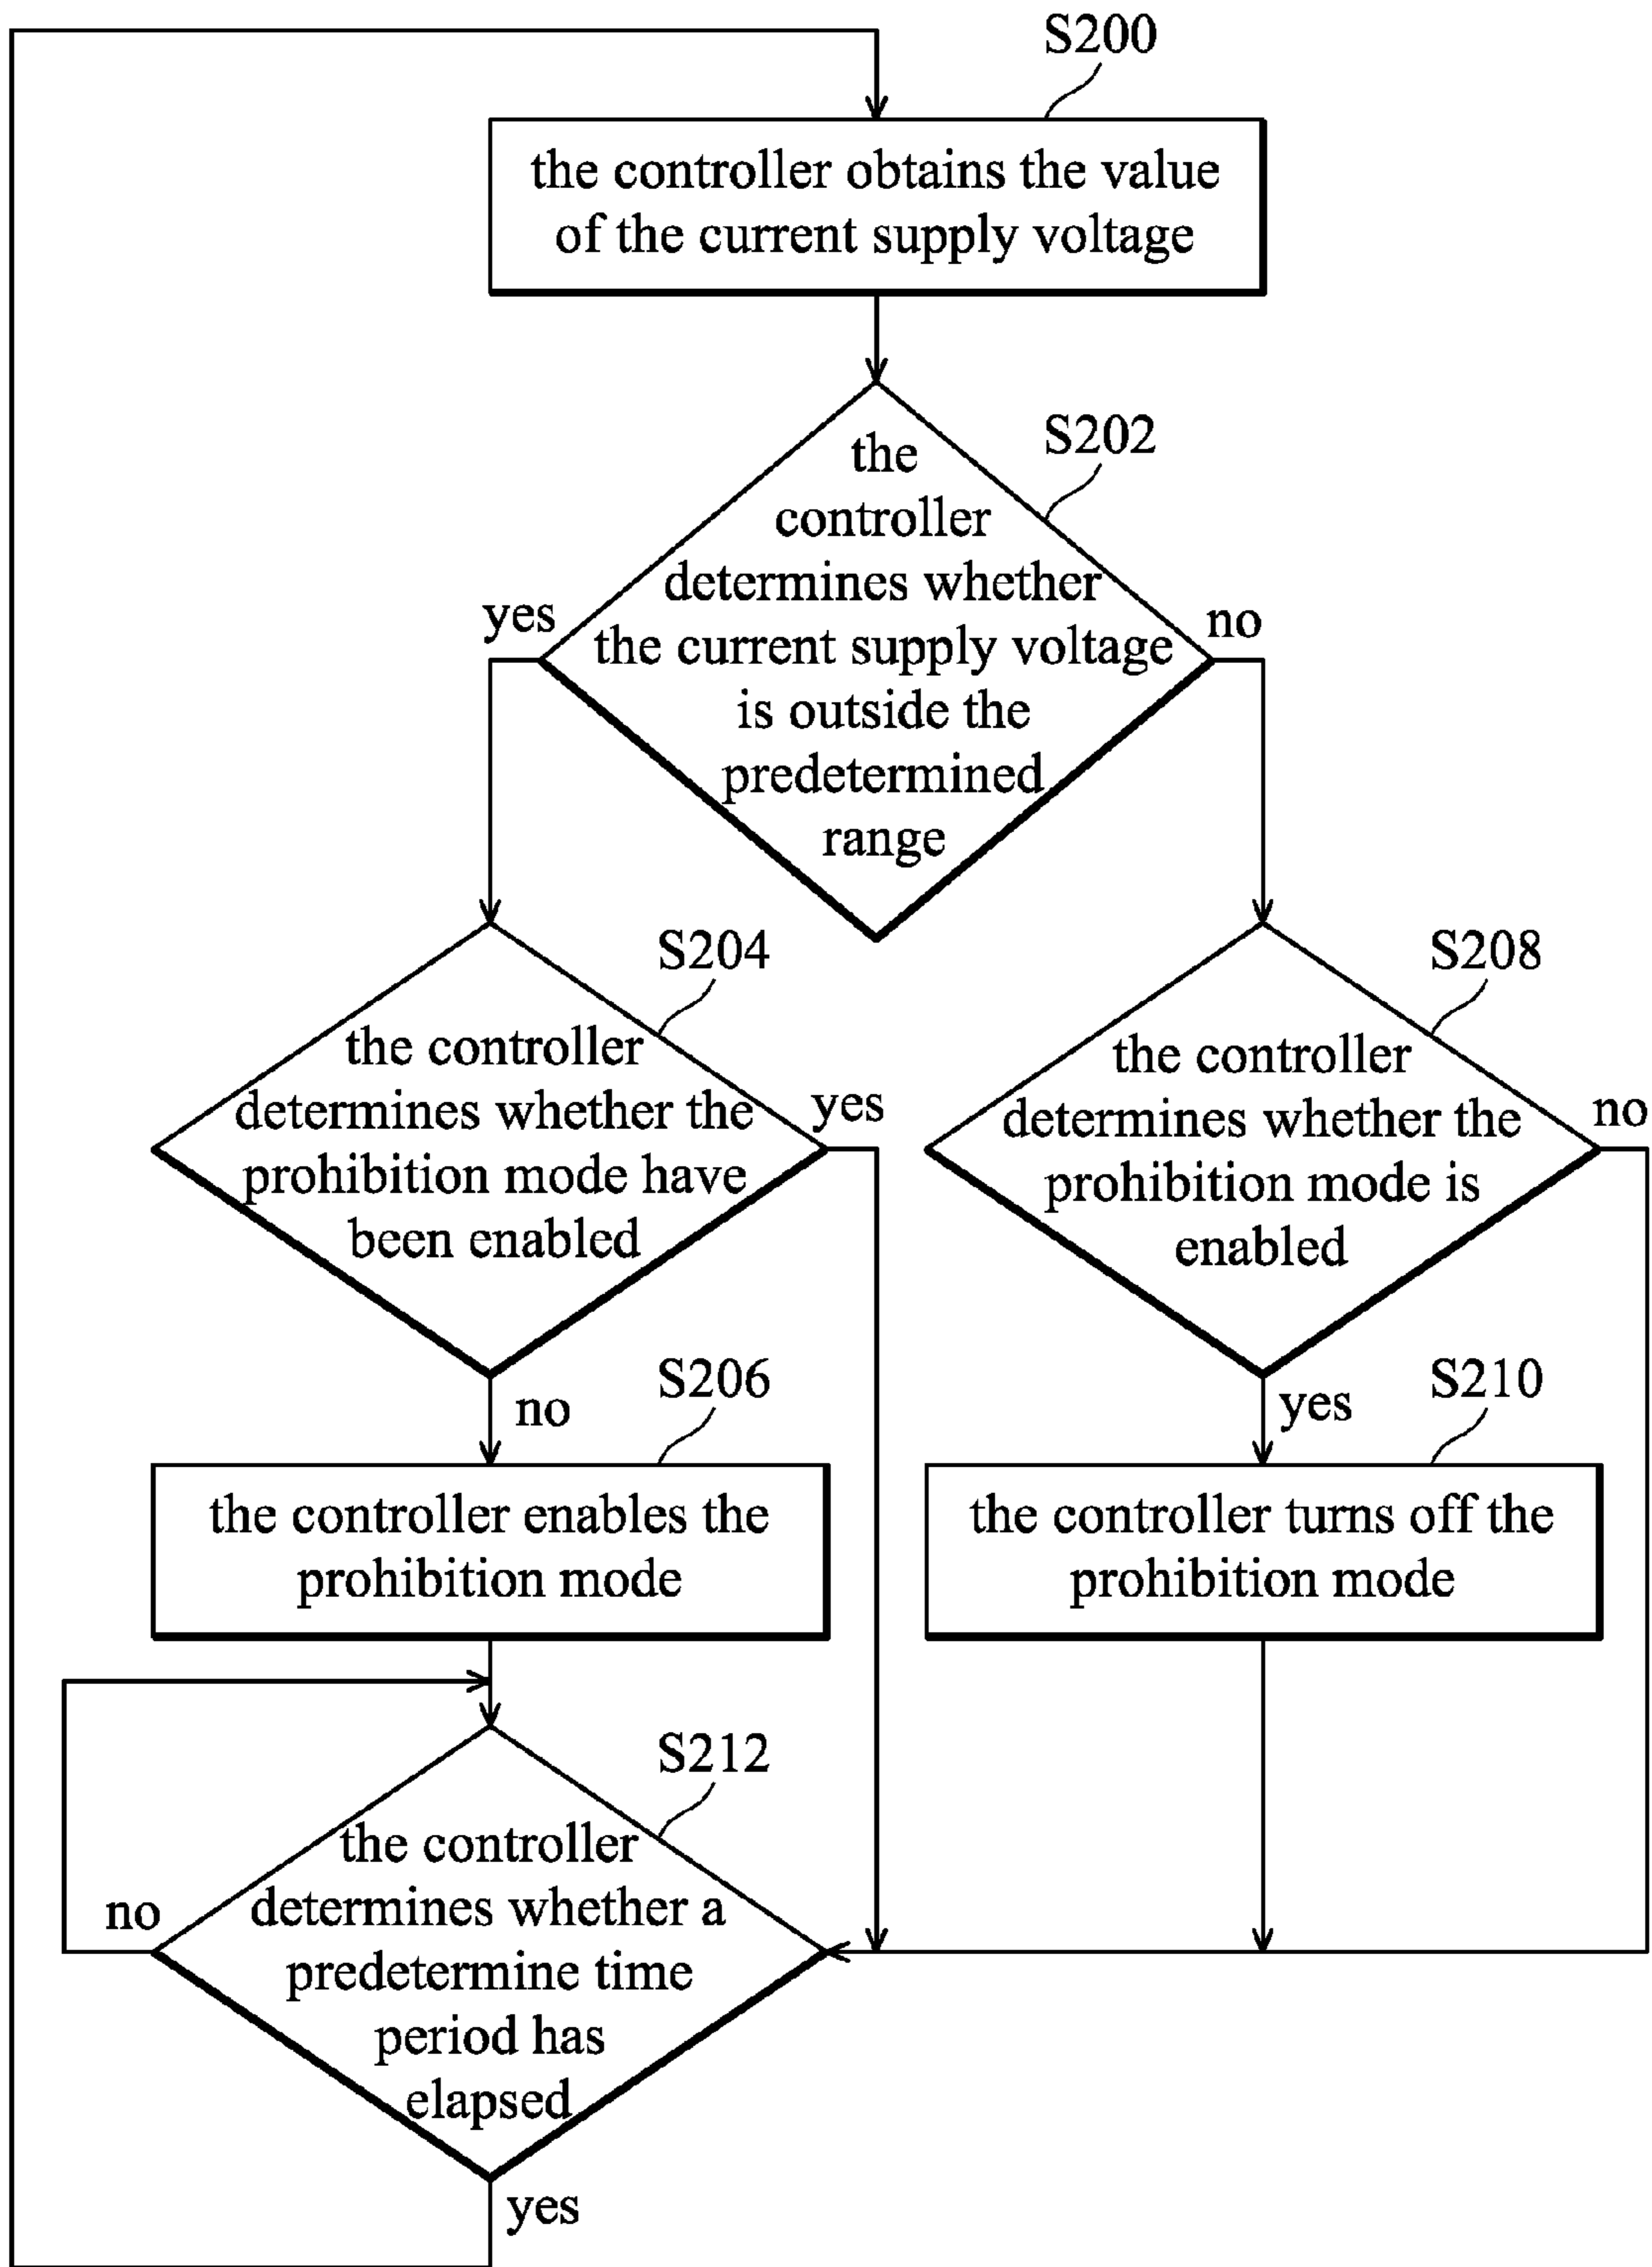 S200
the controller obtains the value
of the current supply voltage
S202
the
controller
determines whether
the current supply voltage
is outside the
predetermined
range
yes
no
S204
the controller
determines whether the
prohibition mode have
been enabled
yes
no
S208
the controller
determines whether the
prohibition mode is
enabled
no
yes
S206
the controller enables the
prohibition mode
S210
the controller turns off the
prohibition mode
S212
the controller
determines whether a
predetermine time
period has
elapsed
no
yes